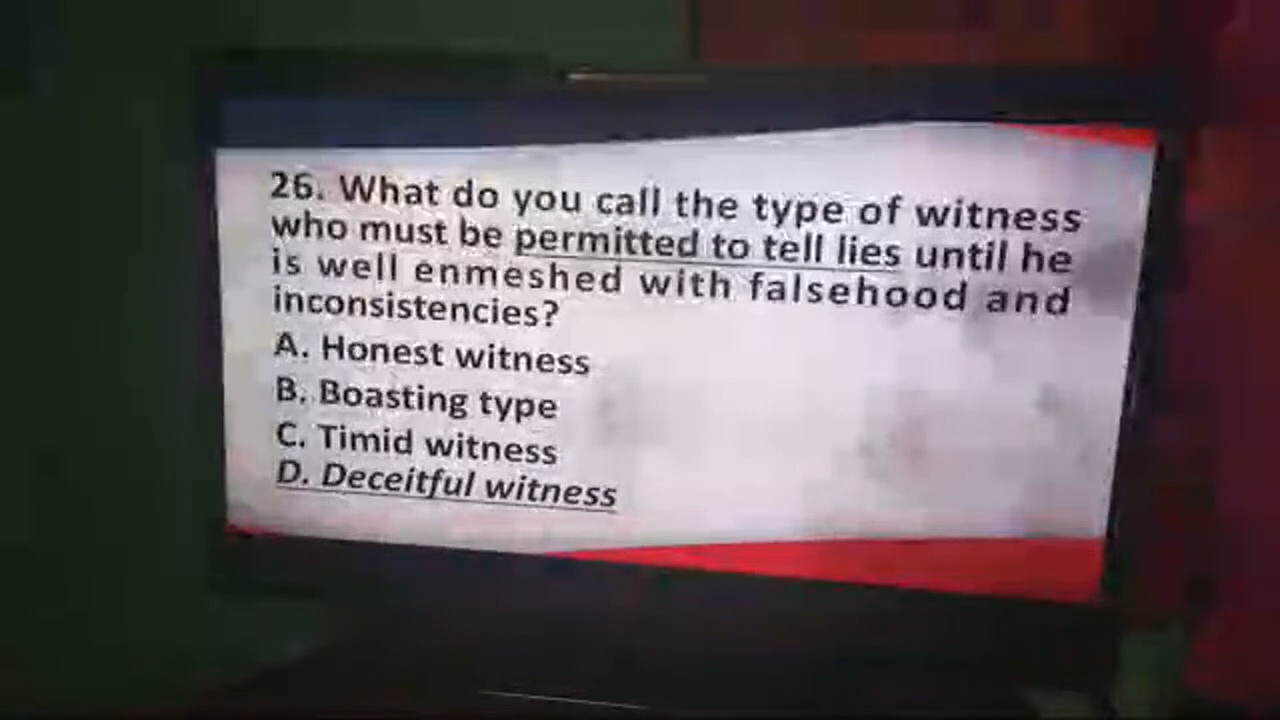 26. What do you call the type of witness
who must be permitted to tell lies until he
is well enmeshed with falsehood and
inconsistencies?
A. Honest witness
B. Boasting type
C. Timid witness
D. Deceitful witness